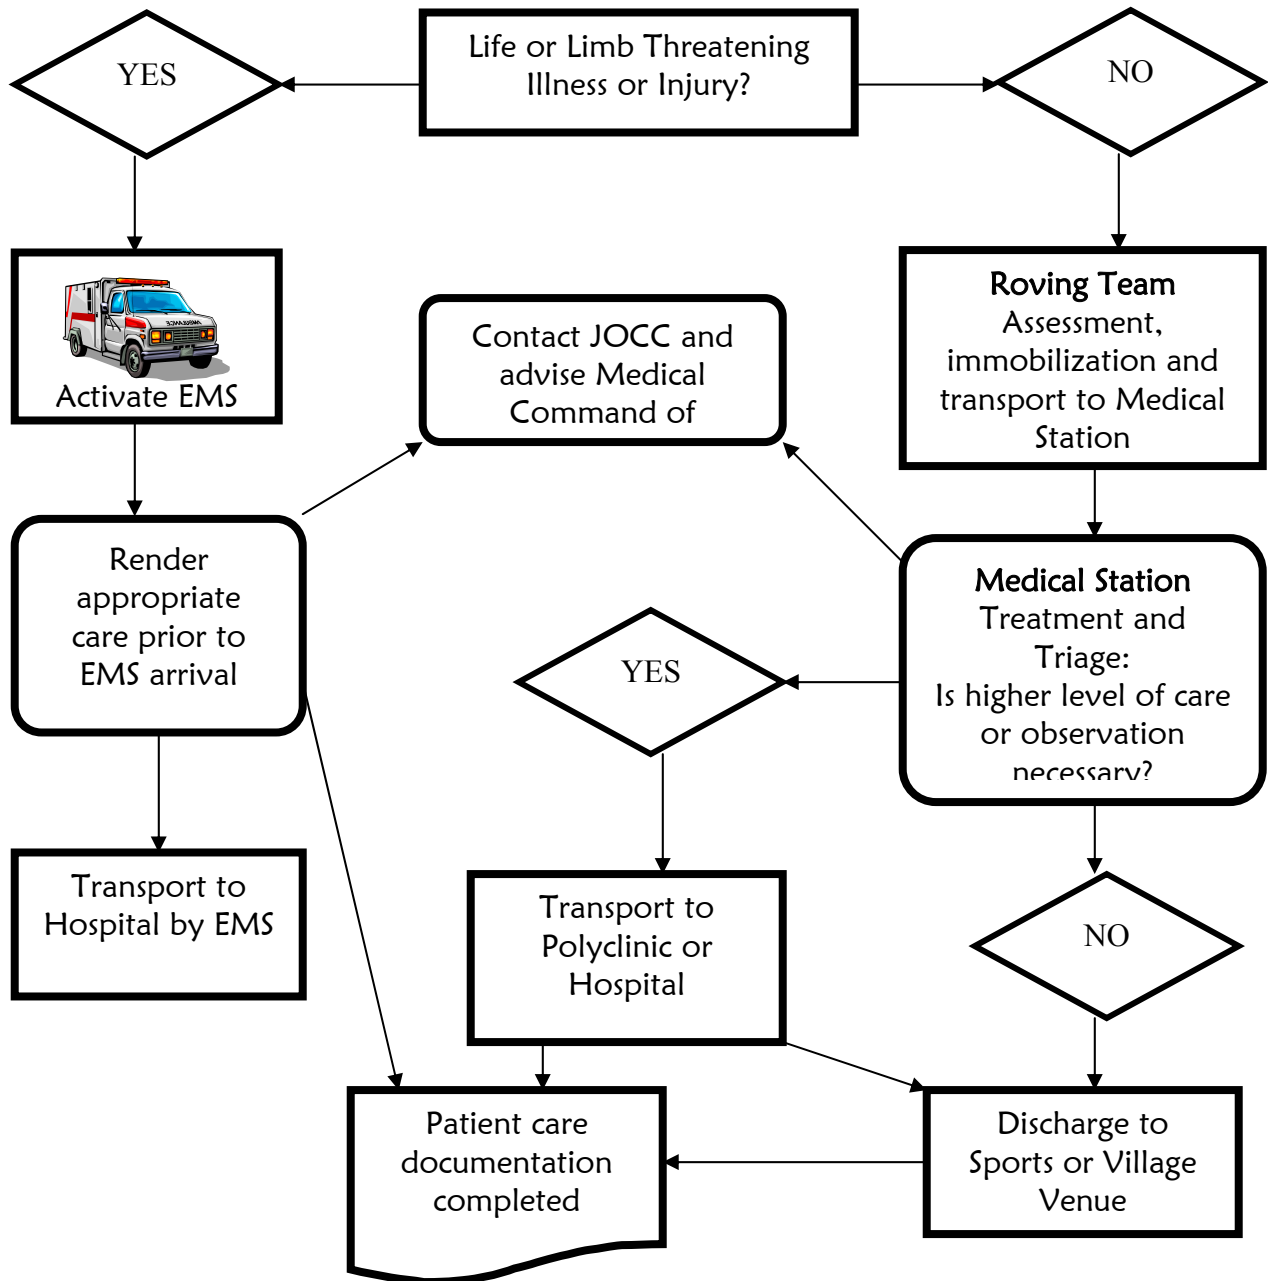 YES
Life or Limb Threatening
Illness or Injury?
NO
AMBULANCE
Activate EMS
Contact JOCC and
advise Medical
Command of
Roving Team
Assessment,
immobilization and
transport to Medical
Station
Render
appropriate
care prior to
EMS arrival
Medical Station
Treatment and
Triage:
Is higher level of care
or observation
necessary?
YES
Transport to
Hospital by EMS
Transport to
Polyclinic or
Hospital
NO
Patient care
documentation
completed
Discharge to
Sports or Village
Venue